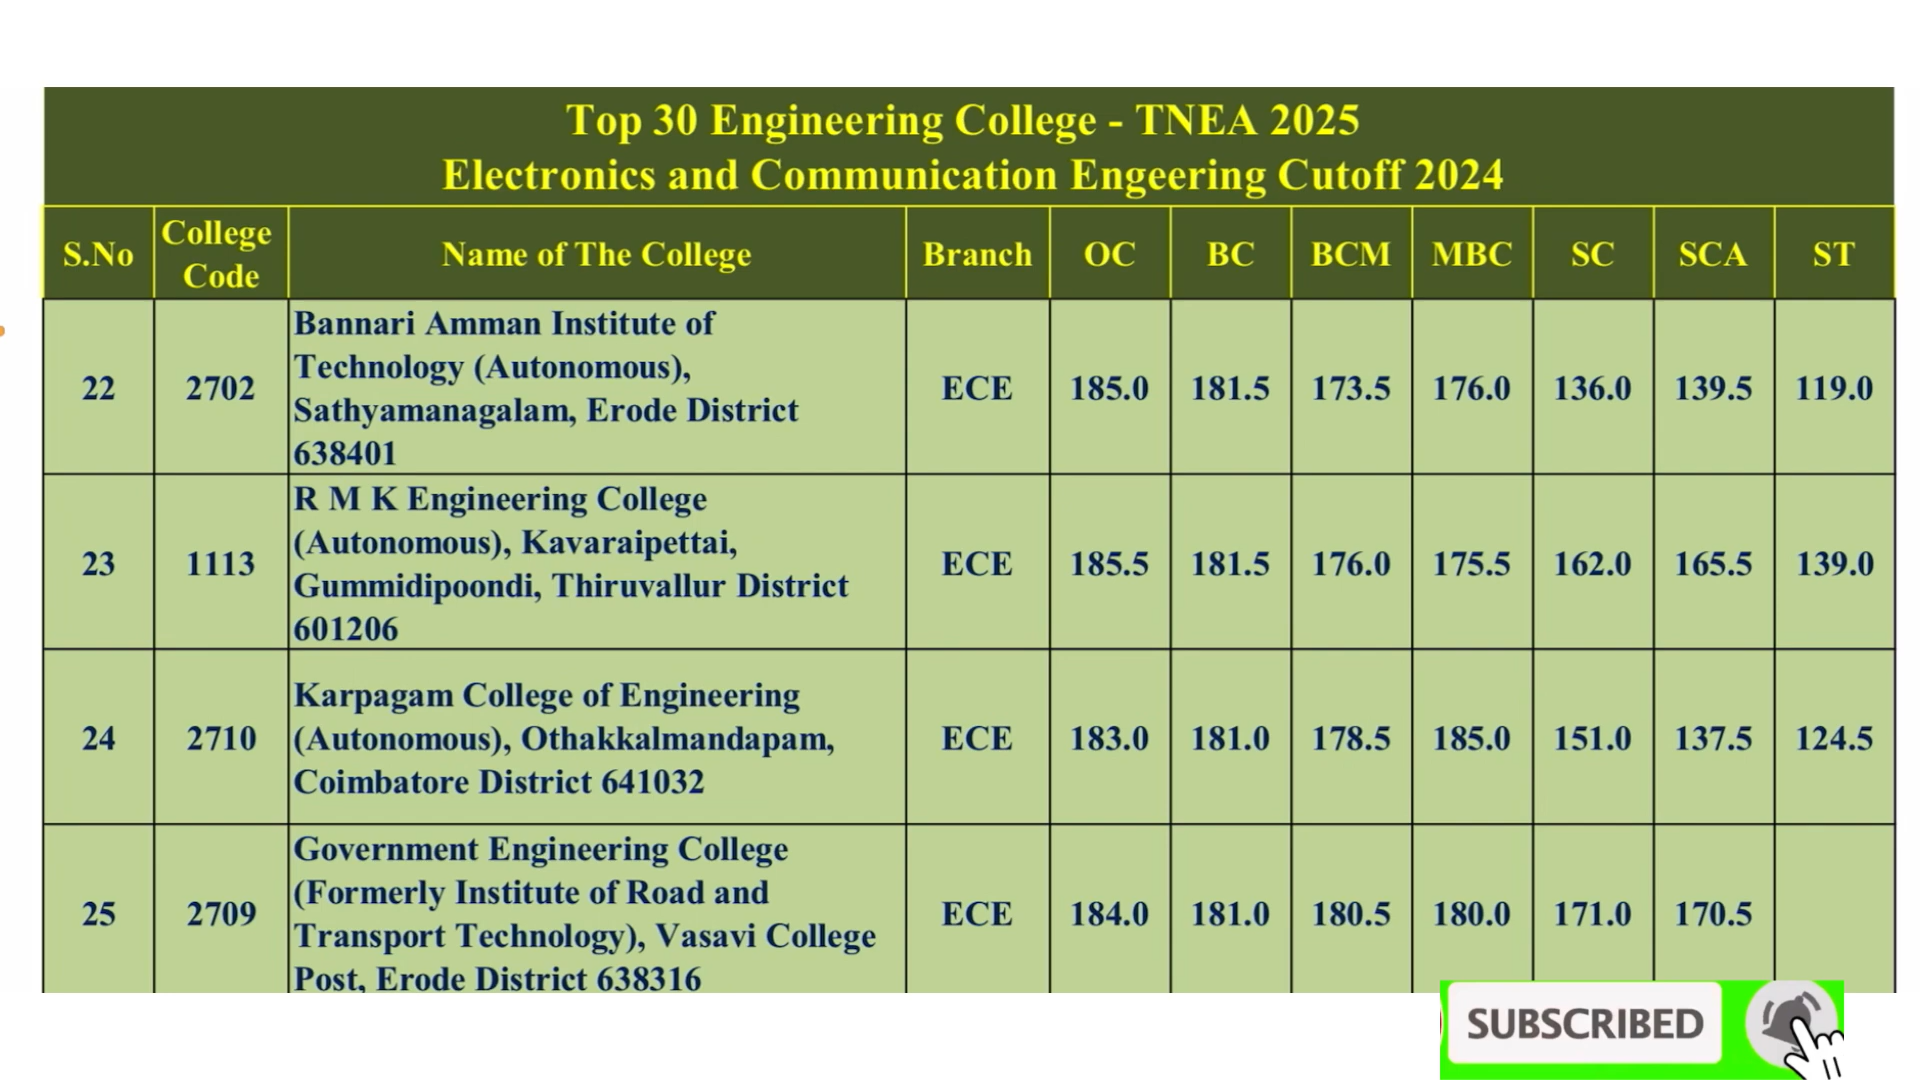 Top 30 Engineering College - TNEA 2025
Electronics and Communication Engeering Cutoff 2024
S.No College Code Name of The College Branch OC BC BCM MBC SC SCA ST
22 2702 Bannari Amman Institute of
Technology (Autonomous),
Sathyamanagalam, Erode District
638401 ECE 185.0 181.5 173.5 176.0 136.0 139.5 119.0
23 1113 R M K Engineering College
(Autonomous), Kavaraipettai,
Gummidipoondi, Thiruvallur District
601206 ECE 185.5 181.5 176.0 175.5 162.0 165.5 139.0
24 2710 Karpagam College of Engineering
(Autonomous), Othakkalmandapam,
Coimbatore District 641032 ECE 183.0 181.0 178.5 185.0 151.0 137.5 124.5
25 2709 Government Engineering College
(Formerly Institute of Road and
Transport Technology), Vasavi College
Post, Erode District 638316 ECE 184.0 181.0 180.5 180.0 171.0 170.5
SUBSCRIBED